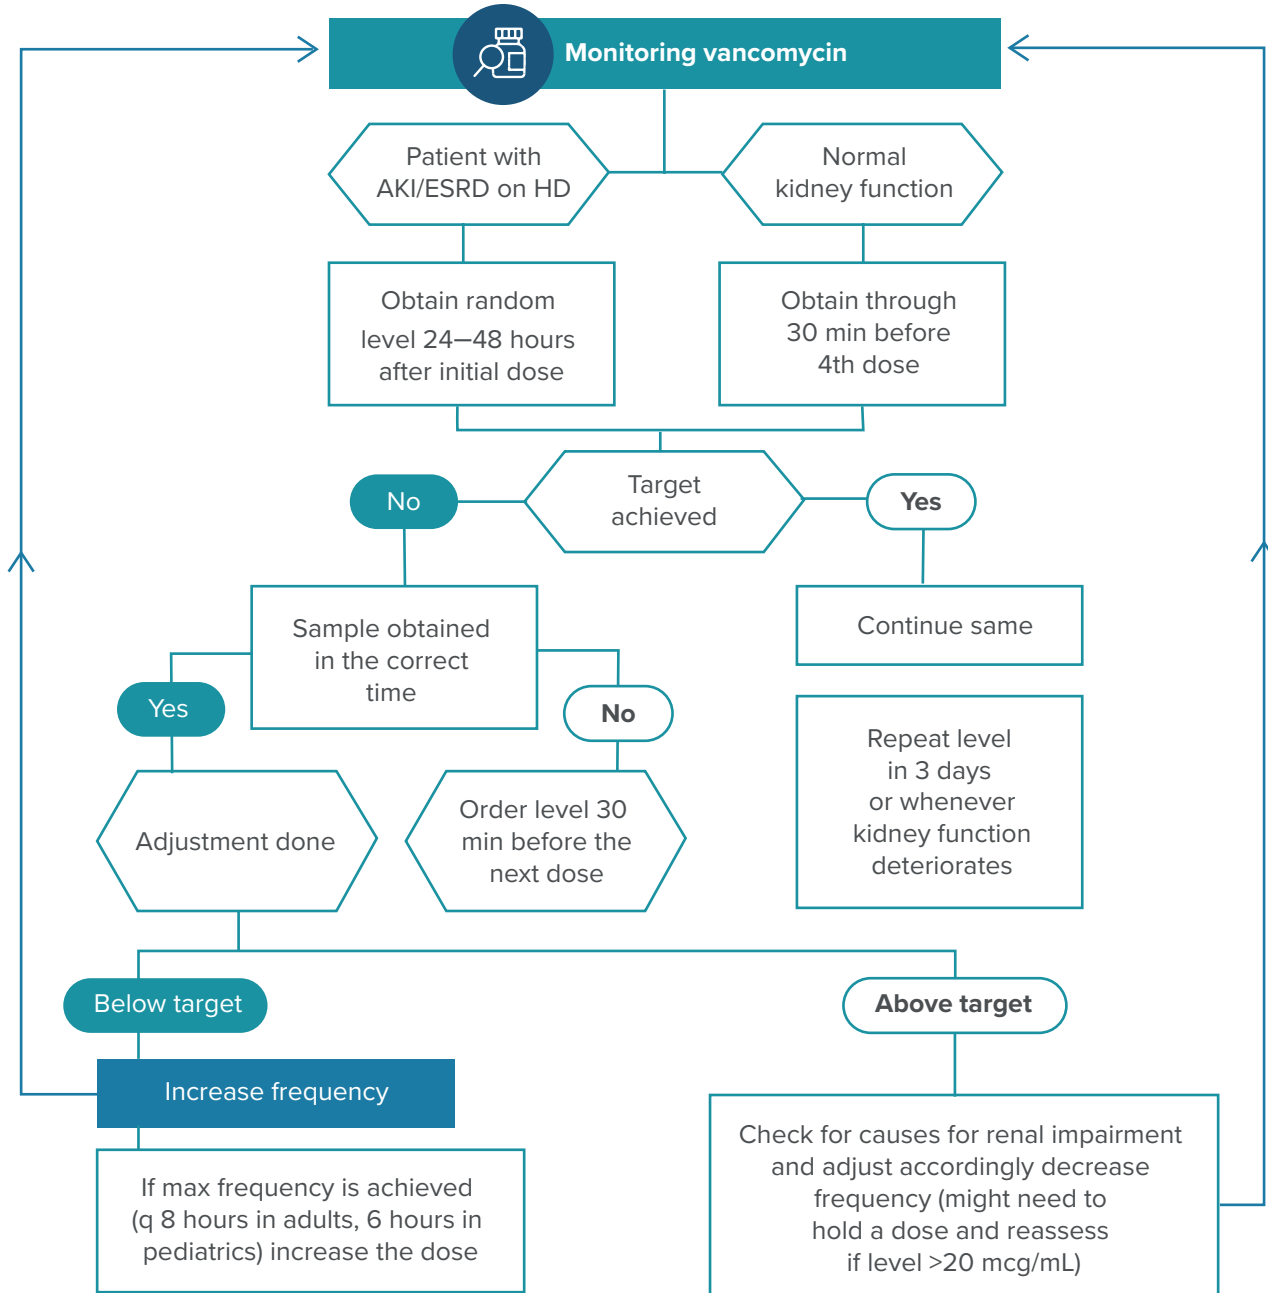 Monitoring vancomycin
Patient with
AKI/ESRD on HD
Normal
kidney function
Obtain random
level 24–48 hours
after initial dose
Obtain through
30 min before
4th dose
Target
achieved
No
Yes
Sample obtained
in the correct
time
Continue same
Yes
No
Repeat level
in 3 days
or whenever
kidney function
deteriorates
Adjustment done
Order level 30
min before the
next dose
Below target
Above target
Increase frequency
If max frequency is achieved
(q 8 hours in adults, 6 hours in
pediatrics) increase the dose
Check for causes for renal impairment
and adjust accordingly decrease
frequency (might need to
hold a dose and reassess
if level >20 mcg/mL)